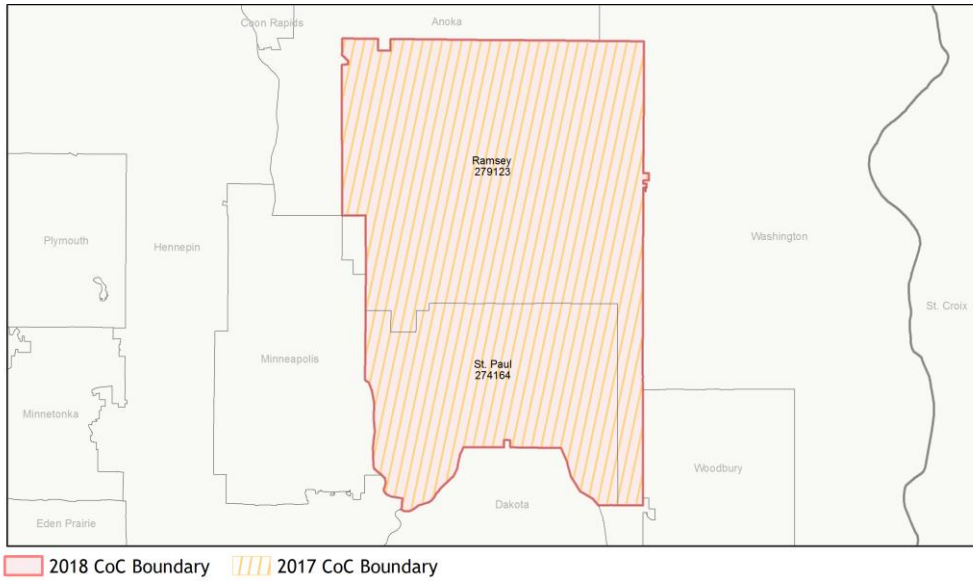 Coon Rapids
Anoka
Ramsey
279123
Plymouth
Hennepin
Washington
St. Croix
Minneapolis
St. Paul
274164
Minnetonka
Woodbury
Dakota
Eden Prairie
2018 CoC Boundary
2017 CoC Boundary